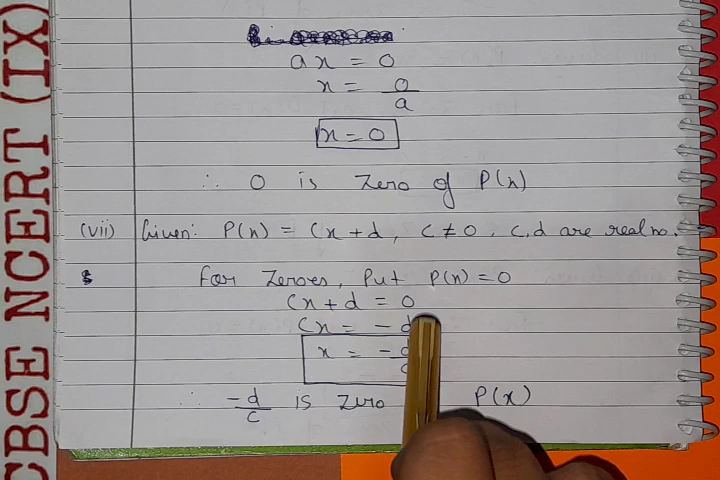 CBSE NCERT (IX)
ax = 0
x = 0/a
x = 0
∴ 0 is Zero of P(x)
(vii) Given: P(x) = Cx + d, C ≠ 0, C,d are real no.
For Zeroes, Put P(x) = 0
Cx + d = 0
Cx = - d
x = -
∴ -d/c is Zero P(x)